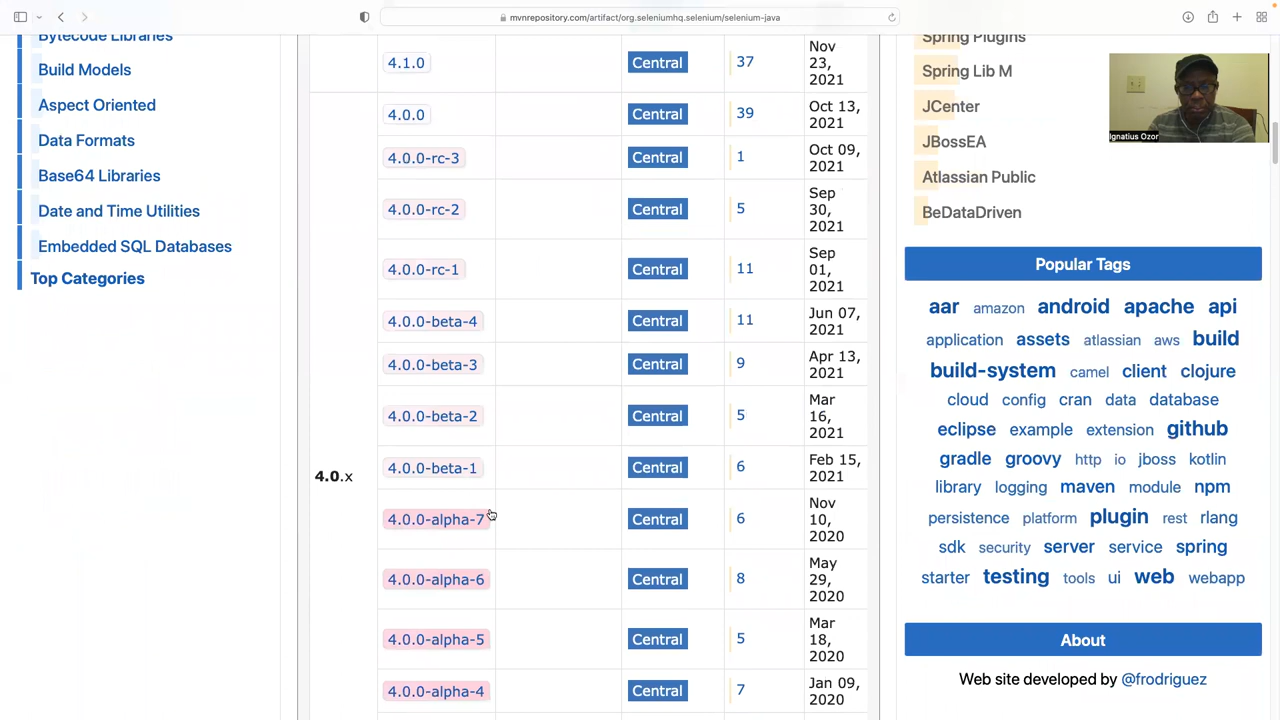 mvnrepository.com/artifact/org.seleniumhq.selenium/selenium-java
Bytecode Libraries
Build Models
Aspect Oriented
Data Formats
Base64 Libraries
Date and Time Utilities
Embedded SQL Databases
Top Categories
4.0.x
4.1.0 Central 37 Nov
23,
2021
4.0.0 Central 39 Oct 13,
2021
4.0.0-rc-3 Central 1 Oct 09,
2021
4.0.0-rc-2 Central 5 Sep
30,
2021
4.0.0-rc-1 Central 11 Sep
01,
2021
4.0.0-beta-4 Central 11 Jun 07,
2021
4.0.0-beta-3 Central 9 Apr 13,
2021
4.0.0-beta-2 Central 5 Mar
16,
2021
4.0.0-beta-1 Central 6 Feb 15,
2021
4.0.0-alpha-7 Central 6 Nov
10,
2020
4.0.0-alpha-6 Central 8 May
29,
2020
4.0.0-alpha-5 Central 5 Mar
18,
2020
4.0.0-alpha-4 Central 7 Jan 09,
2020
Spring Plugins
Spring Lib M
JCenter
JBossEA
Atlassian Public
BeDataDriven
Ignatius Ozor
Popular Tags
aar amazon android apache api
application assets atlassian aws build
build-system camel client clojure
cloud config cran data database
eclipse example extension github
gradle groovy http io jboss kotlin
library logging maven module npm
persistence platform plugin rest rlang
sdk security server service spring
starter testing tools ui web webapp
About
Web site developed by @frodriguez